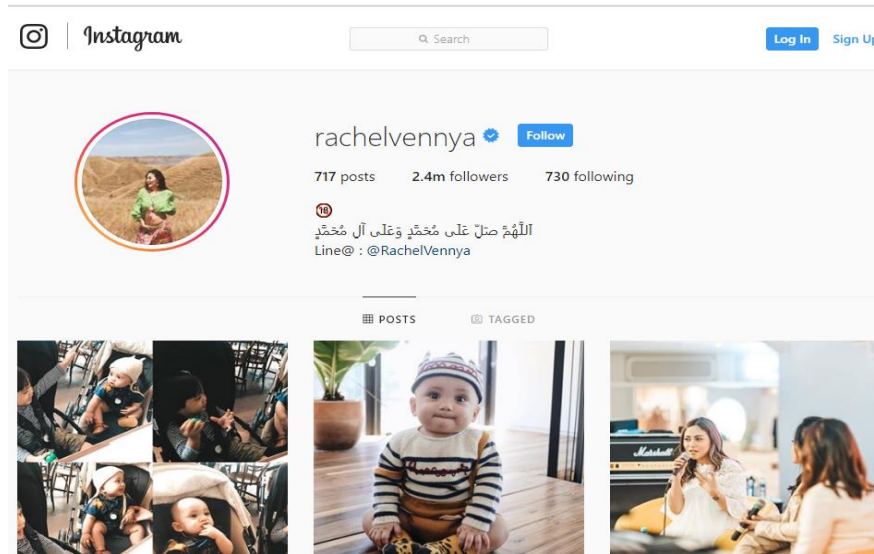 Instagram
Search
Log In
Sign Up
rachelvennya
Follow
717 posts 2.4m followers 730 following
🔞
اَللَّهُمَّ صَلِّ عَلَى مُحَمَّدٍ وَعَلَى آلِ مُحَمَّدٍ
Line@ : @RachelVennya
POSTS
TAGGED
Marshall